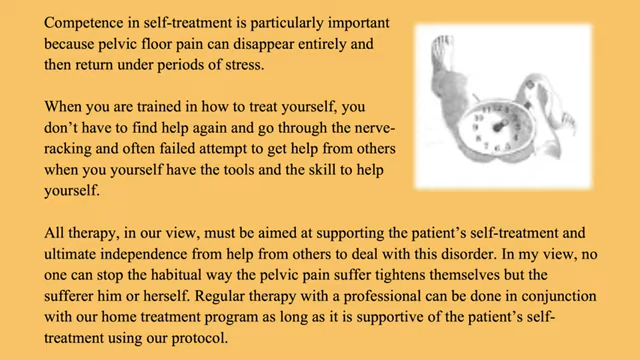 Competence in self-treatment is particularly important
because pelvic floor pain can disappear entirely and
then return under periods of stress.
When you are trained in how to treat yourself, you
don’t have to find help again and go through the nerve-
racking and often failed attempt to get help from others
when you yourself have the tools and the skill to help
yourself.
All therapy, in our view, must be aimed at supporting the patient’s self-treatment and
ultimate independence from help from others to deal with this disorder. In my view, no
one can stop the habitual way the pelvic pain suffer tightens themselves but the
sufferer him or herself. Regular therapy with a professional can be done in conjunction
with our home treatment program as long as it is supportive of the patient’s self-
treatment using our protocol.